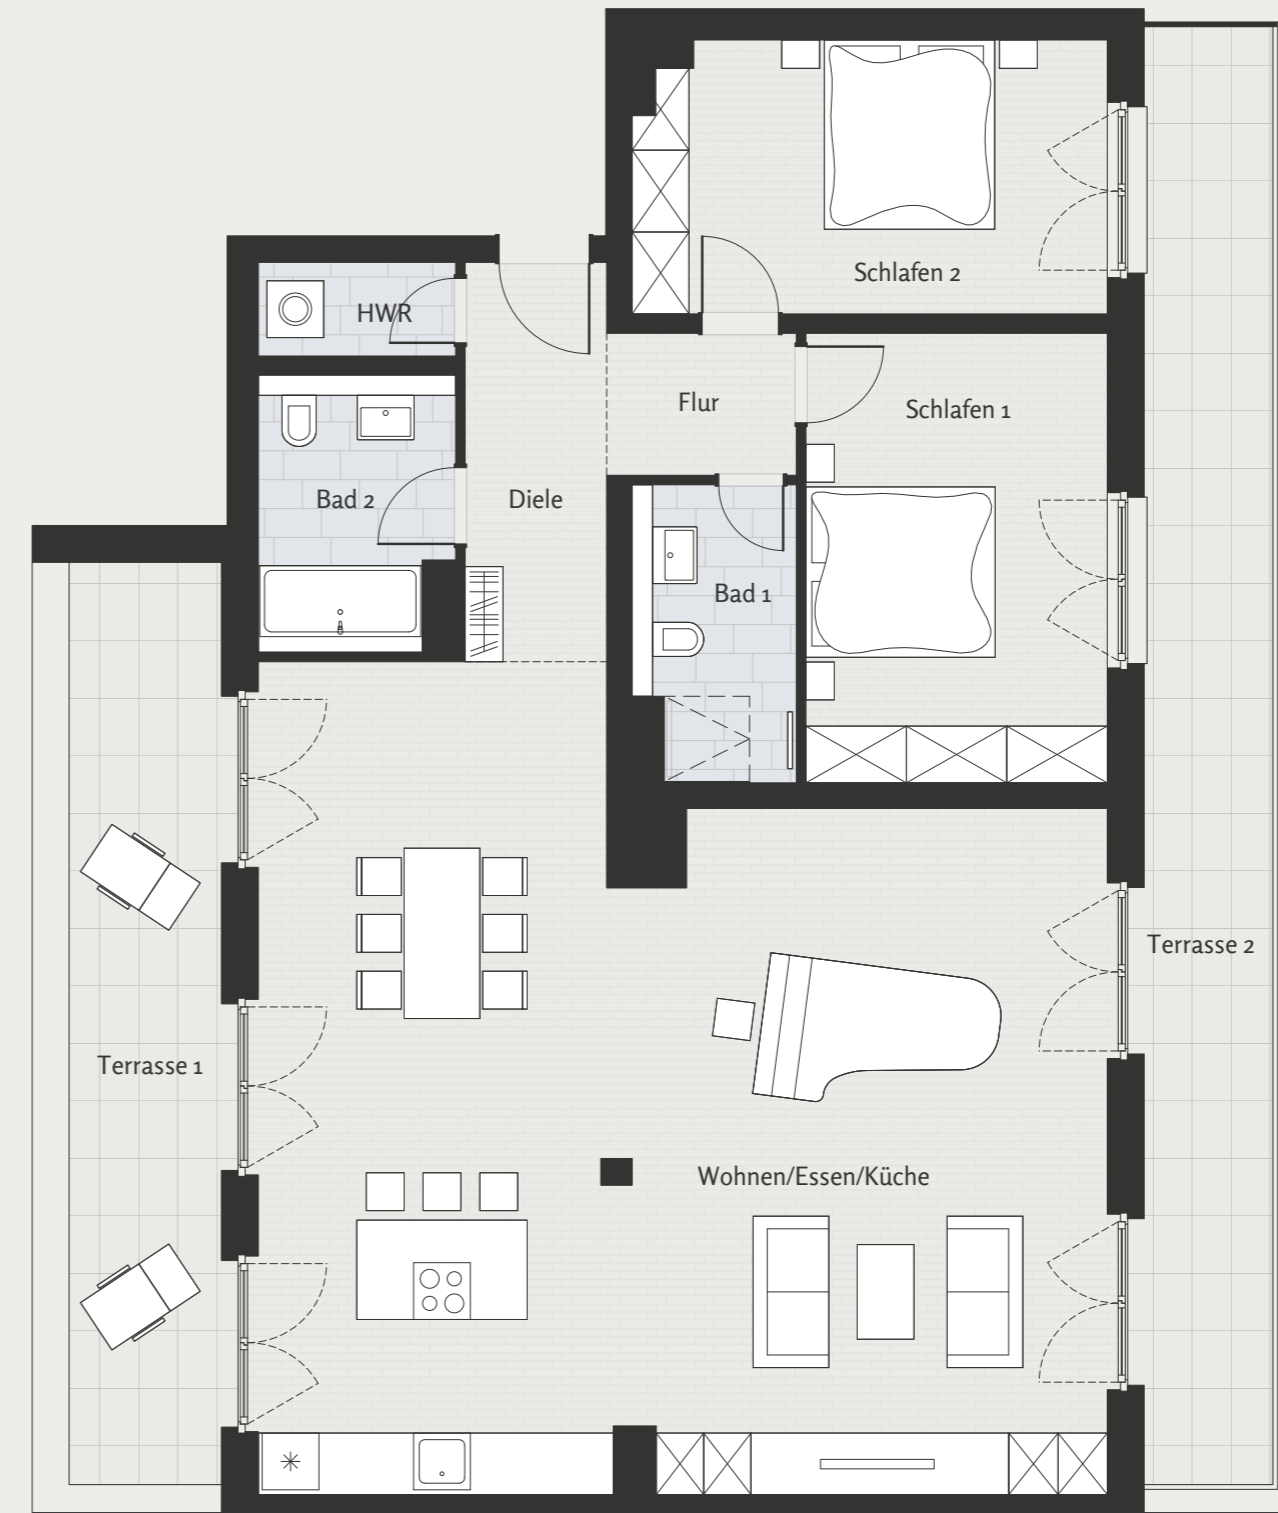 Schlafen 2
HWR
Flur
Schlafen 1
Bad 2
Diele
Bad 1
Terrasse 2
Terrasse 1
Wohnen/Essen/Küche